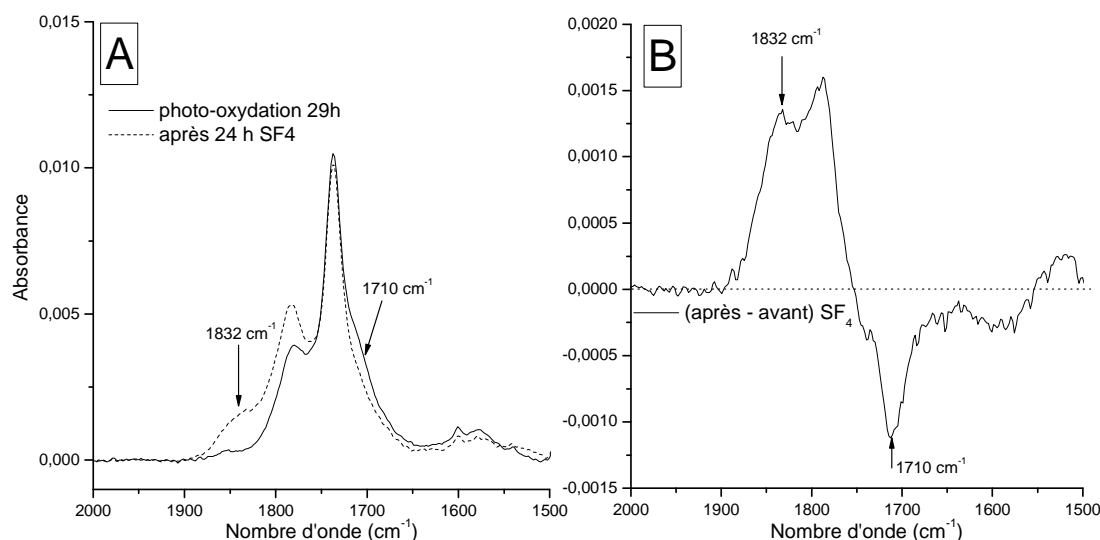 A
photo-oxydation 29h
après 24 h SF4
1832 cm-1
1710 cm-1
0,015
0,010
0,005
0,000
Absorbance
2000 1900 1800 1700 1600 1500
Nombre d'onde (cm-1)
B
1832 cm-1
(après - avant) SF4
1710 cm-1
0,0020
0,0015
0,0010
0,0005
0,0000
-0,0005
-0,0010
-0,0015
2000 1900 1800 1700 1600 1500
Nombre d'onde (cm-1)